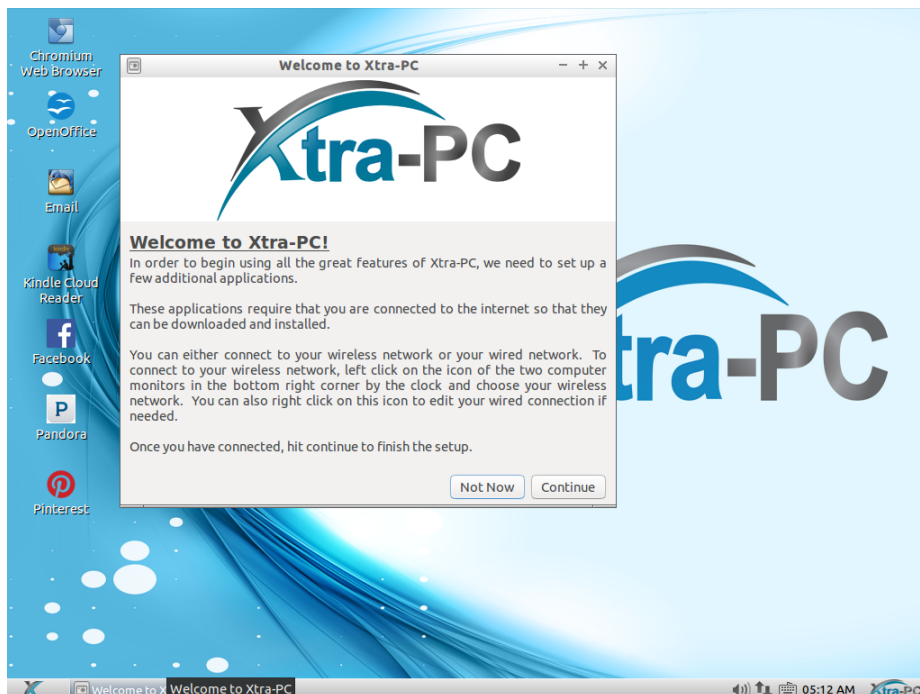 Chromium
Web Browser
OpenOffice
Email
kindle
Kindle Cloud
Reader
Facebook
P
Pandora
Pinterest
Welcome to Xtra-PC
Xtra-PC
Welcome to Xtra-PC!
In order to begin using all the great features of Xtra-PC, we need to set up a
few additional applications.
These applications require that you are connected to the internet so that they
can be downloaded and installed.
You can either connect to your wireless network or your wired network. To
connect to your wireless network, left click on the icon of the two computer
monitors in the bottom right corner by the clock and choose your wireless
network. You can also right click on this icon to edit your wired connection if
needed.
Once you have connected, hit continue to finish the setup.
Not Now
Continue
tra-PC
Welcome to X
Welcome to Xtra-PC
05:12 AM
Xtra-PC